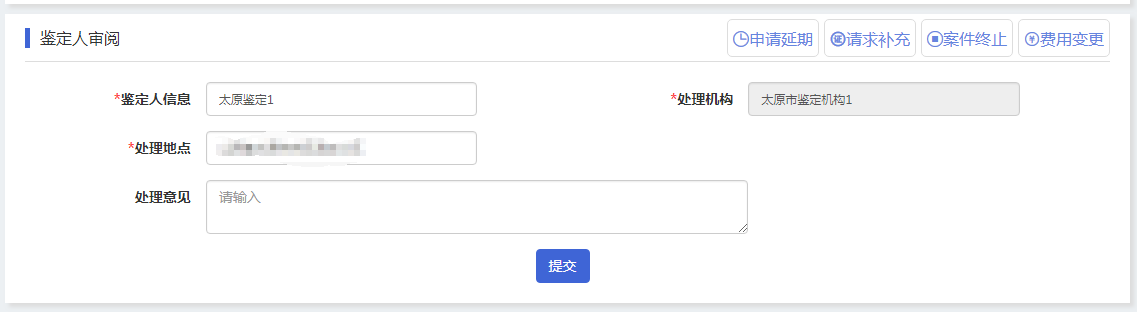 鉴定人审阅 申请延期 证请求补充 案件终止 ¥费用变更
*鉴定人信息 太原鉴定1 *处理机构 太原市鉴定机构1
*处理地点
处理意见 请输入
提交